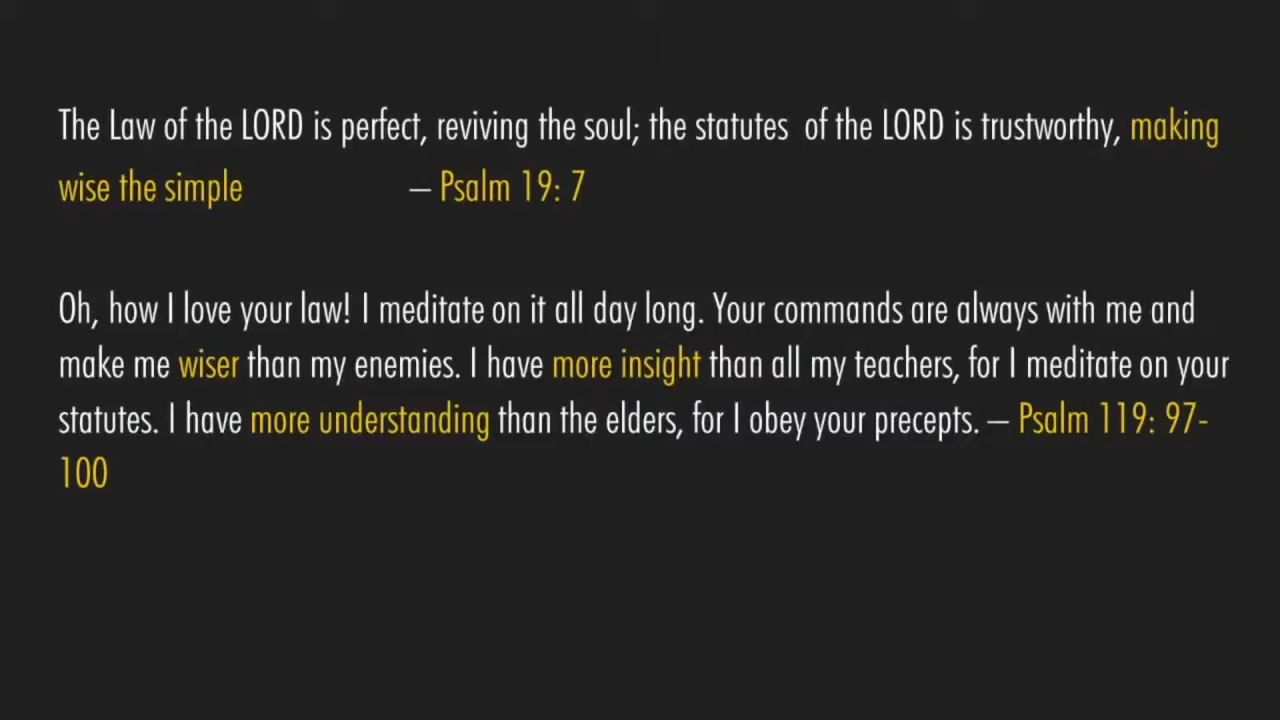 The Law of the LORD is perfect, reviving the soul; the statutes of the LORD is trustworthy, making
wise the simple – Psalm 19: 7
Oh, how I love your law! I meditate on it all day long. Your commands are always with me and
make me wiser than my enemies. I have more insight than all my teachers, for I meditate on your
statutes. I have more understanding than the elders, for I obey your precepts. – Psalm 119: 97-
100